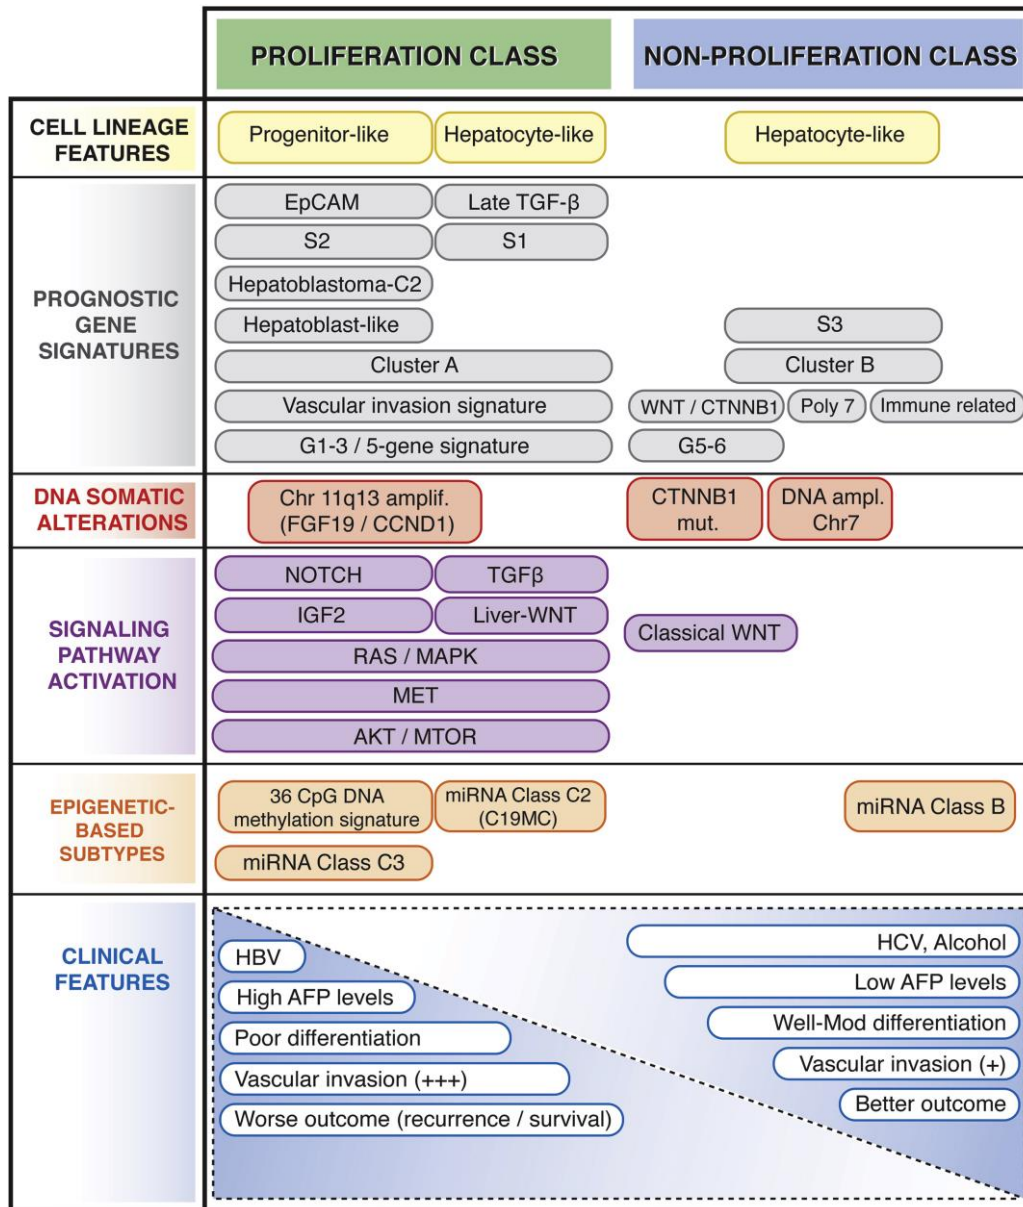 PROLIFERATION CLASS
NON-PROLIFERATION CLASS
CELL LINEAGE
FEATURES
Progenitor-like
Hepatocyte-like
Hepatocyte-like
PROGNOSTIC
GENE
SIGNATURES
EpCAM
Late TGF-β
S2
S1
Hepatoblastoma-C2
Hepatoblast-like
S3
Cluster A
Cluster B
Vascular invasion signature
WNT / CTNNB1
Poly 7
Immune related
G1-3 / 5-gene signature
G5-6
DNA SOMATIC
ALTERATIONS
Chr 11q13 amplif.
(FGF19 / CCND1)
CTNNB1
mut.
DNA ampl.
Chr7
SIGNALING
PATHWAY
ACTIVATION
NOTCH
TGFβ
IGF2
Liver-WNT
Classical WNT
RAS / MAPK
MET
AKT / MTOR
EPIGENETIC-
BASED
SUBTYPES
36 CpG DNA
methylation signature
miRNA Class C2
(C19MC)
miRNA Class B
miRNA Class C3
CLINICAL
FEATURES
HBV
High AFP levels
Poor differentiation
Vascular invasion (+++)
Worse outcome (recurrence / survival)
HCV, Alcohol
Low AFP levels
Well-Mod differentiation
Vascular invasion (+)
Better outcome